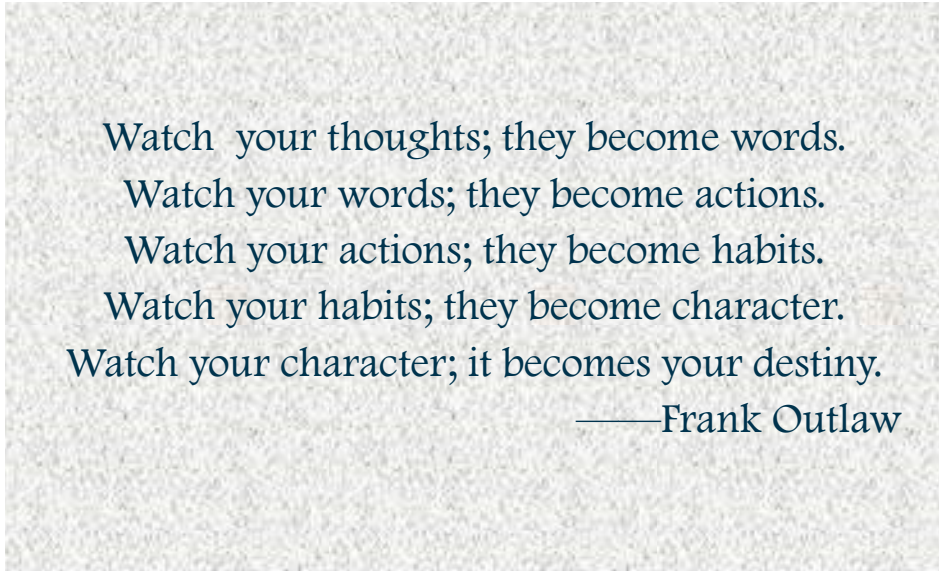 Watch  your thoughts; they become words.
Watch your words; they become actions.
Watch your actions; they become habits.
Watch your habits; they become character.
Watch your character; it becomes your destiny.
——Frank Outlaw